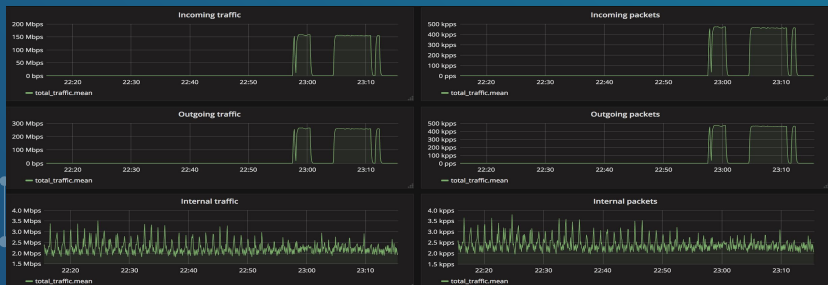 Incoming traffic
200 Mbps
150 Mbps
100 Mbps
50 Mbps
0 bps
22:20 22:30 22:40 22:50 23:00 23:10
total_traffic.mean
Incoming packets
500 kpps
400 kpps
300 kpps
200 kpps
100 kpps
0 pps
22:20 22:30 22:40 22:50 23:00 23:10
total_traffic.mean
Outgoing traffic
300 Mbps
200 Mbps
100 Mbps
0 bps
22:20 22:30 22:40 22:50 23:00 23:10
total_traffic.mean
Outgoing packets
500 kpps
400 kpps
300 kpps
200 kpps
100 kpps
0 pps
22:20 22:30 22:40 22:50 23:00 23:10
total_traffic.mean
Internal traffic
4.0 Mbps
3.5 Mbps
3.0 Mbps
2.5 Mbps
2.0 Mbps
1.5 Mbps
22:20 22:30 22:40 22:50 23:00 23:10
total_traffic.mean
Internal packets
4.0 kpps
3.5 kpps
3.0 kpps
2.5 kpps
2.0 kpps
1.5 kpps
22:20 22:30 22:40 22:50 23:00 23:10
total_traffic.mean